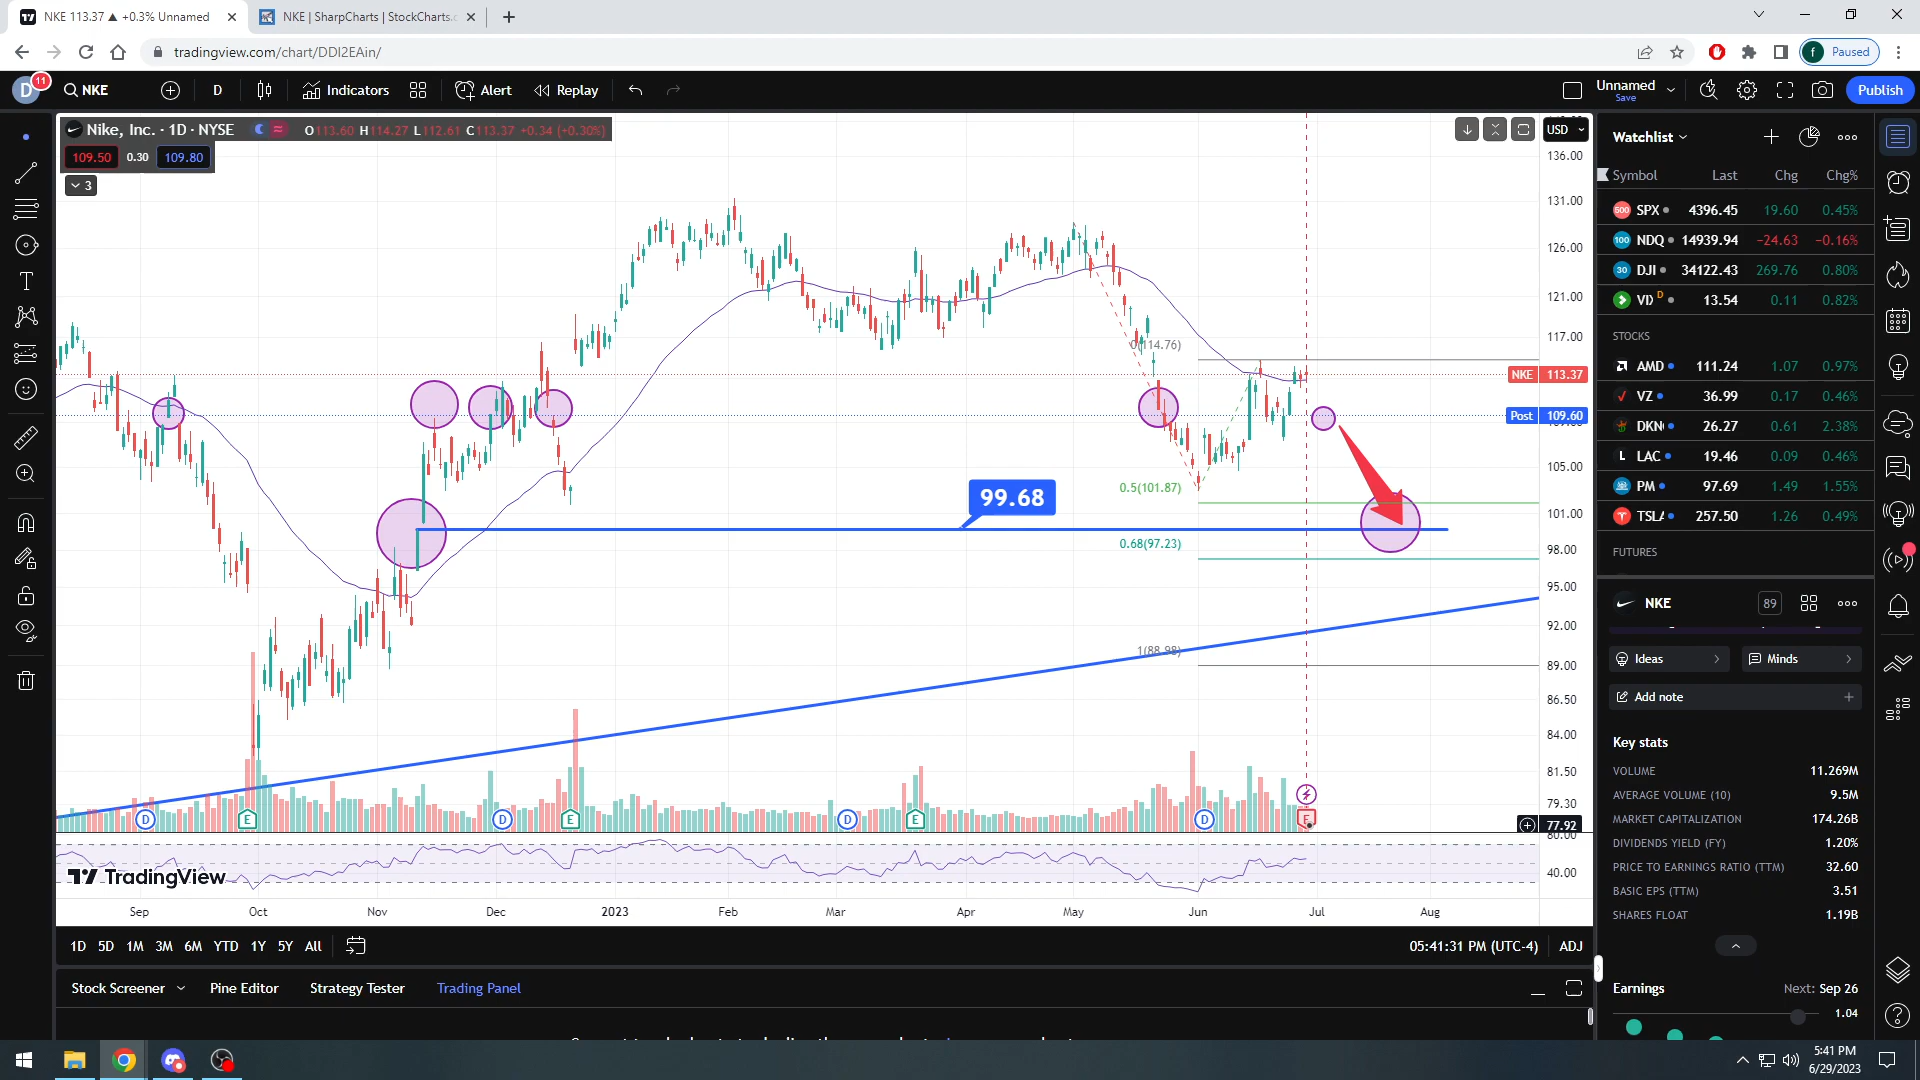 NKE 113.37 ▲ +0.3% Unnamed
NKE | SharpCharts | StockCharts.c
tradingview.com/chart/DDI2EAin/
f Paused
D 11
NKE
D
Indicators
Alert
Replay
Unnamed
Save
Publish
Nike, Inc. · 1D · NYSE
O113.60 H114.27 L112.61 C113.37 +0.34 (+0.30%)
109.50 0.30 109.80
3
USD
136.00
131.00
126.00
121.00
117.00
NKE 113.37
Post 109.60
105.00
101.00
98.00
95.00
92.00
89.00
86.50
84.00
81.50
79.30
77.92
80.00
40.00
0(114.76)
0.5(101.87)
99.68
0.68(97.23)
1(88.98)
D E D E D E D E
TradingView
Sep Oct Nov Dec 2023 Feb Mar Apr May Jun Jul Aug
1D 5D 1M 3M 6M YTD 1Y 5Y All
05:41:31 PM (UTC-4) ADJ
Stock Screener Pine Editor Strategy Tester Trading Panel
Watchlist
Symbol Last Chg Chg%
500 SPX 4396.45 19.60 0.45%
100 NDQ 14939.94 −24.63 −0.16%
30 DJI 34122.43 269.76 0.80%
VIX D 13.54 0.11 0.82%
STOCKS
AMD 111.24 1.07 0.97%
VZ 36.99 0.17 0.46%
DKN 26.27 0.61 2.38%
L LAC 19.46 0.09 0.46%
PM 97.69 1.49 1.55%
TSLA 257.50 1.26 0.49%
FUTURES
NKE 89
Ideas
Minds
Add note
Key stats
VOLUME 11.269M
AVERAGE VOLUME (10) 9.5M
MARKET CAPITALIZATION 174.26B
DIVIDENDS YIELD (FY) 1.20%
PRICE TO EARNINGS RATIO (TTM) 32.60
BASIC EPS (TTM) 3.51
SHARES FLOAT 1.19B
Earnings Next: Sep 26
1.04
5:41 PM
6/29/2023